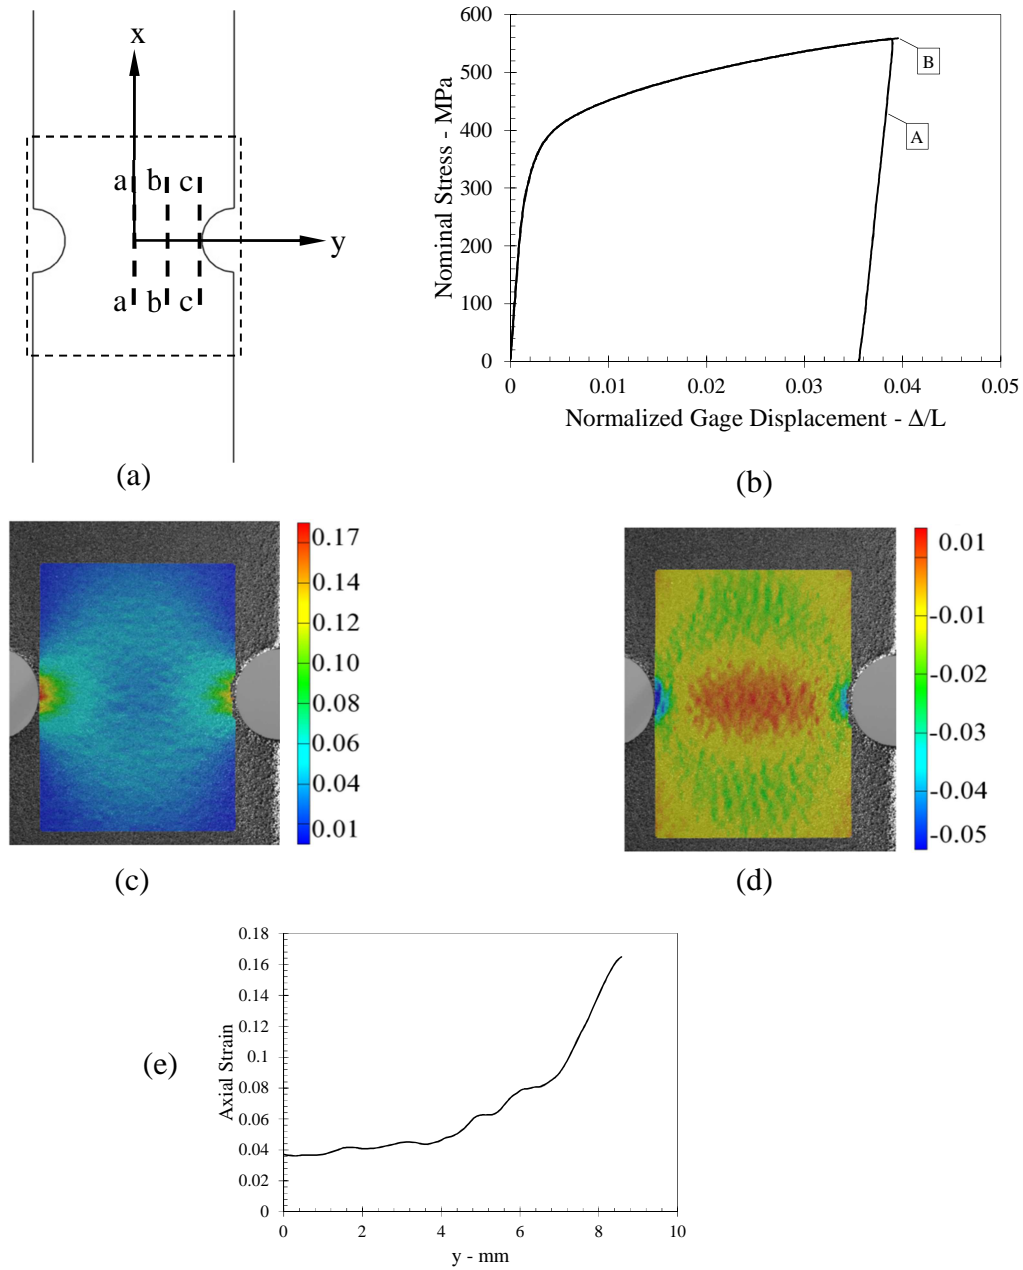 x
a b c
y
a b c
(a)
600
500
400
300
200
100
0
Nominal Stress - MPa
B
A
0 0.01 0.02 0.03 0.04 0.05
Normalized Gage Displacement - Δ/L
(b)
0.17
0.14
0.12
0.10
0.08
0.06
0.04
0.01
(c)
0.01
-0.01
-0.02
-0.03
-0.04
-0.05
(d)
(e)
0.18
0.16
0.14
0.12
0.1
0.08
0.06
0.04
0.02
0
Axial Strain
0 2 4 6 8 10
y - mm